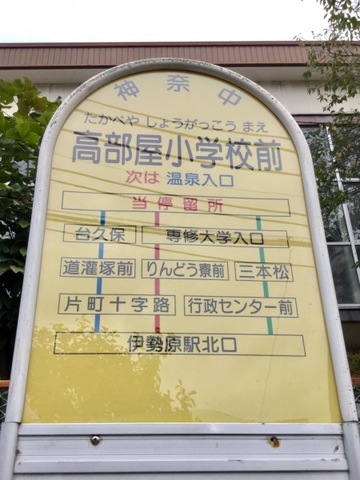 神奈中
たかべや しょうがっこう まえ
高部屋小学校前
次は 温泉入口
当停留所
台久保 専修大学入口
道灌塚前 りんどう寮前 三本松
片町十字路 行政センター前
伊勢原駅北口